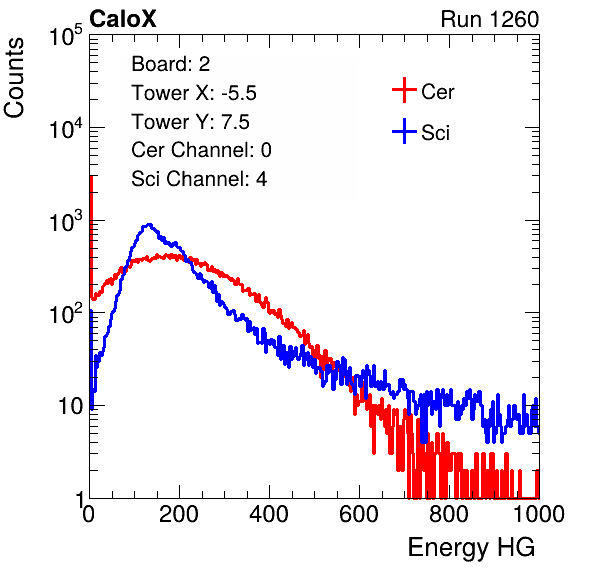 CaloX Run 1260
Counts
10^5
10^4
10^3
10^2
10
1
Board: 2
Tower X: -5.5
Tower Y: 7.5
Cer Channel: 0
Sci Channel: 4
Cer
Sci
0 200 400 600 800 1000
Energy HG